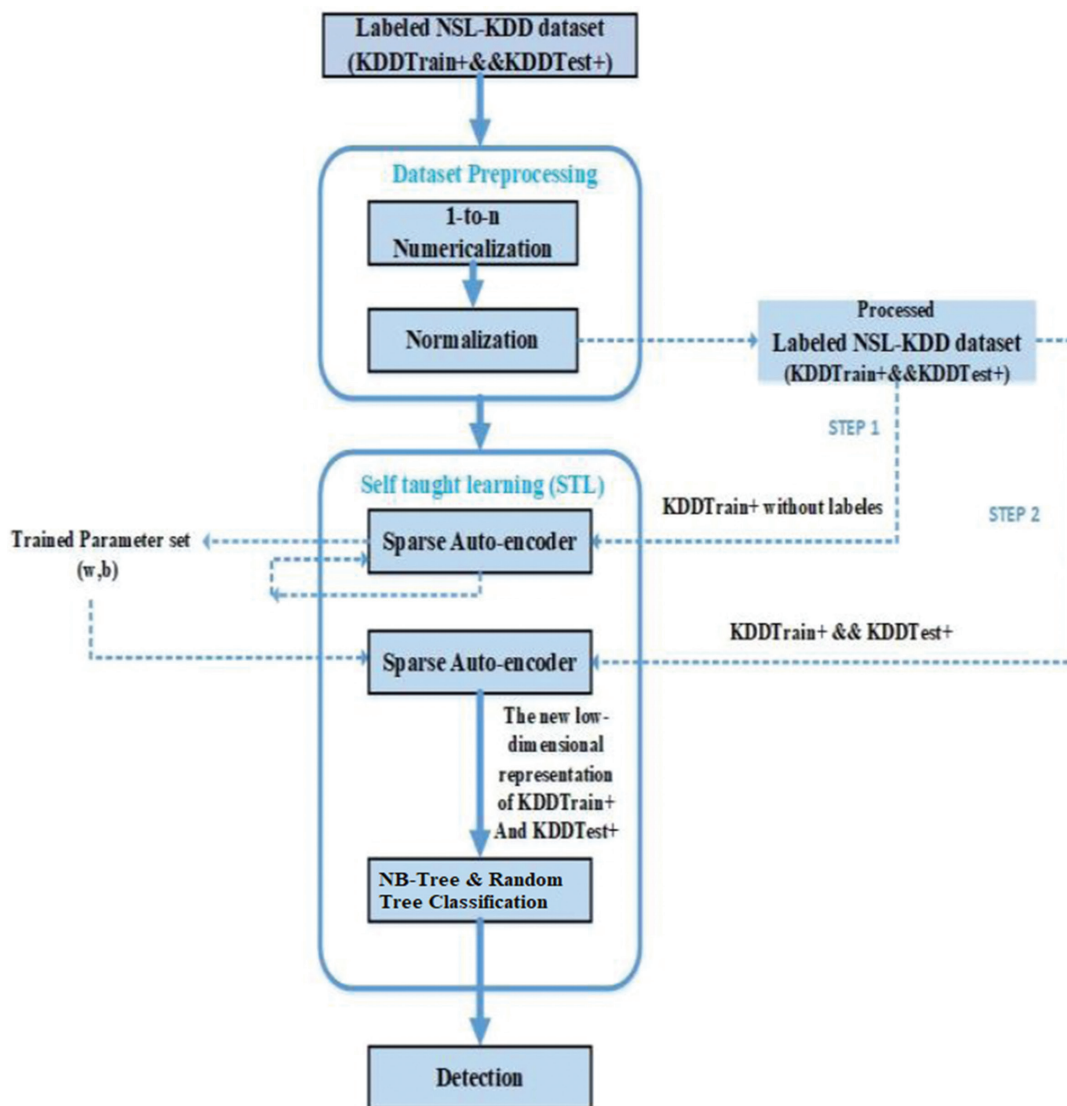 Labeled NSL-KDD dataset
(KDDTrain+&&KDDTest+)
Dataset Preprocessing
1-to-n
Numericalization
Normalization
Processed
Labeled NSL-KDD dataset
(KDDTrain+&&KDDTest+)
STEP 1
Self taught learning (STL)
KDDTrain+ without labeles
STEP 2
Sparse Auto-encoder
Trained Parameter set
(w,b)
KDDTrain+ && KDDTest+
Sparse Auto-encoder
The new low-
dimensional
representation
of KDDTrain+
And KDDTest+
NB-Tree & Random
Tree Classification
Detection